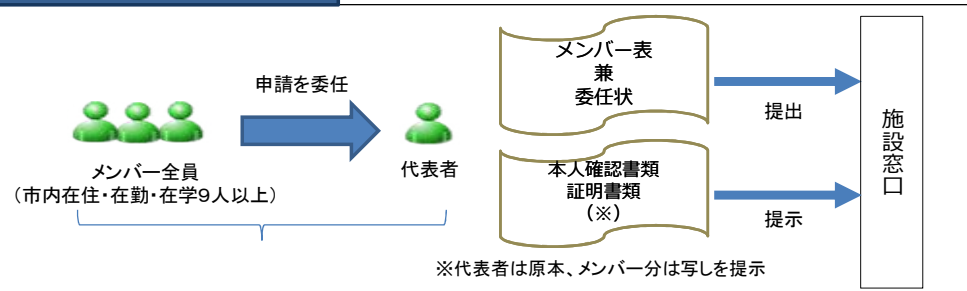 申請を委任
メンバー全員
（市内在住・在勤・在学９人以上）
代表者
メンバー表
兼
委任状
提出
本人確認書類
証明書類
（※）
提示
※代表者は原本、メンバー分は写しを提示
施設窓口